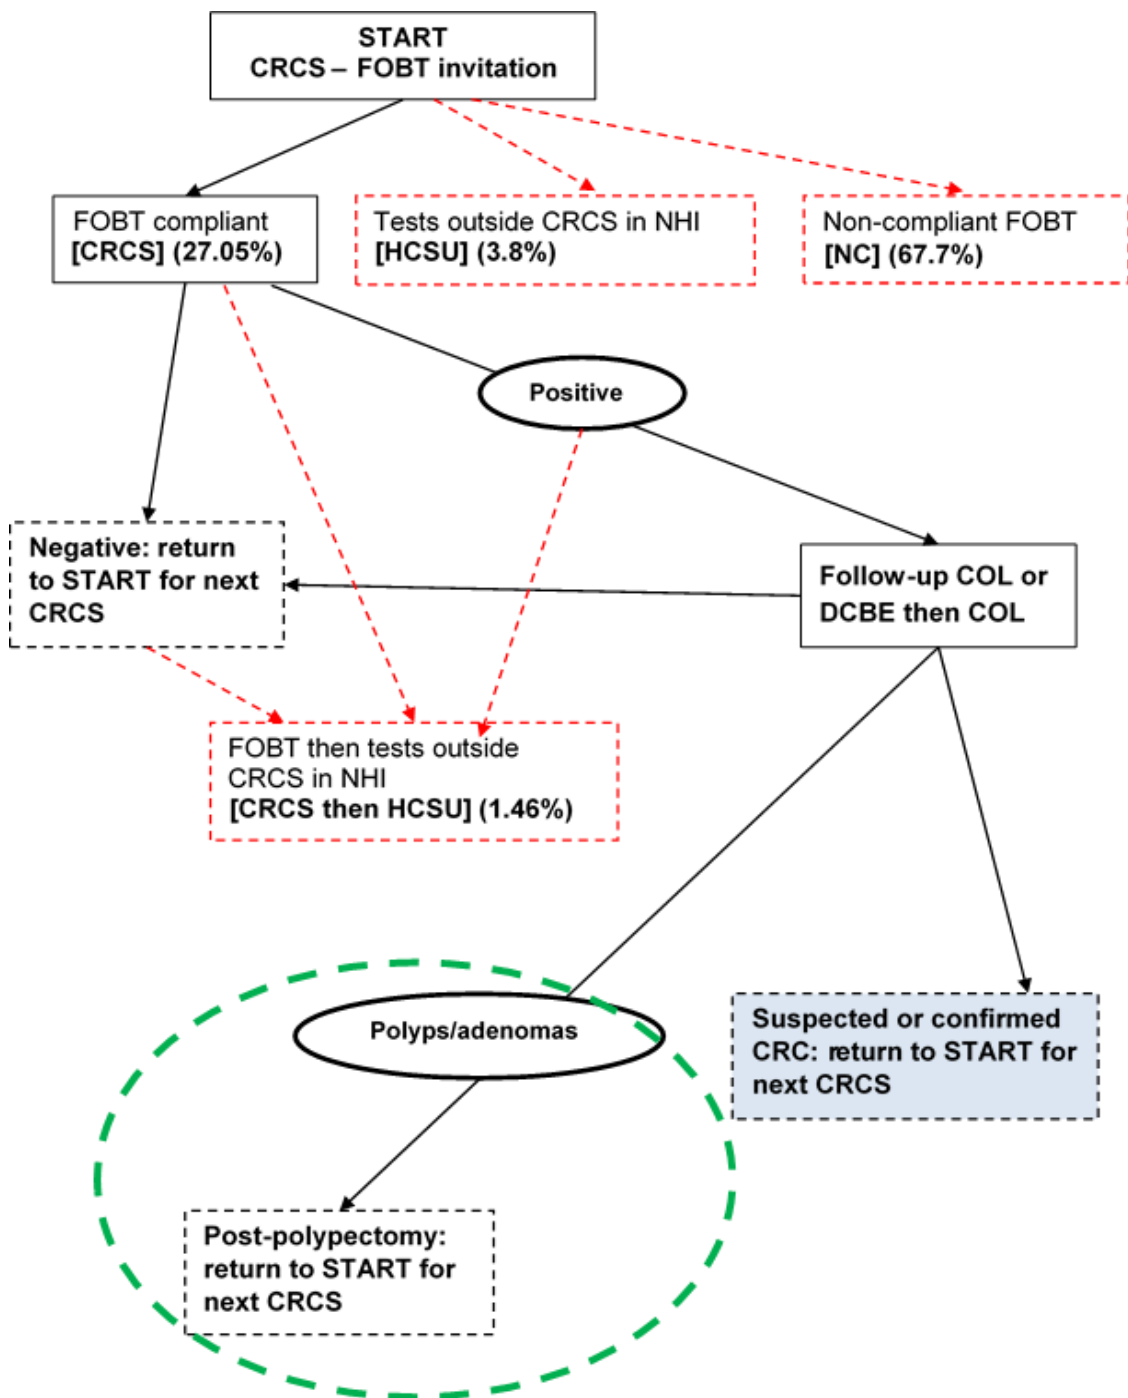 START
CRCS – FOBT invitation
FOBT compliant
[CRCS] (27.05%)
Tests outside CRCS in NHI
[HCSU] (3.8%)
Non-compliant FOBT
[NC] (67.7%)
Positive
Negative: return
to START for next
CRCS
Follow-up COL or
DCBE then COL
FOBT then tests outside
CRCS in NHI
[CRCS then HCSU] (1.46%)
Polyps/adenomas
Suspected or confirmed
CRC: return to START for
next CRCS
Post-polypectomy:
return to START for
next CRCS